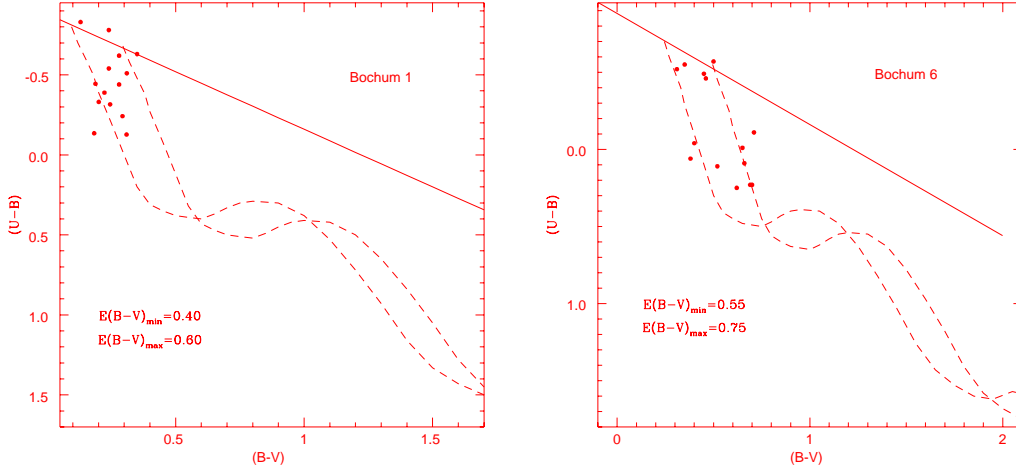 Bochum 1
-0.5
0.0
0.5
1.0
1.5
(U-B)
E(B-V)min=0.40
E(B-V)max=0.60
0.5
1
1.5
(B-V)
Bochum 6
0.0
1.0
(U-B)
E(B-V)min=0.55
E(B-V)max=0.75
0
1
2
(B-V)